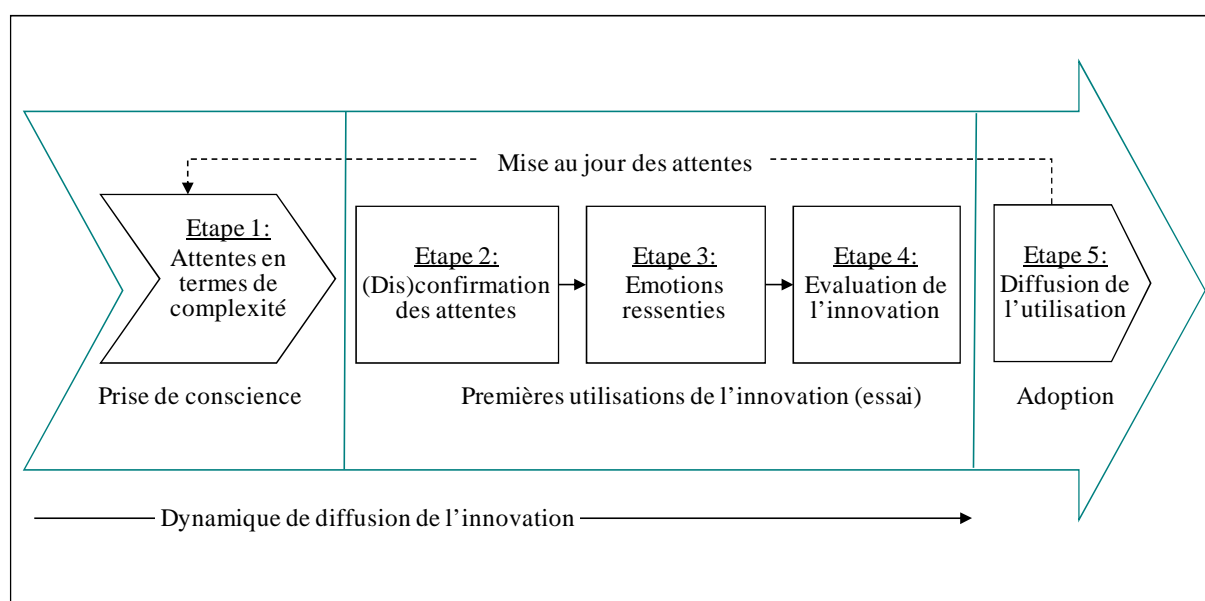 Mise au jour des attentes
Etape 1:
Attentes en
termes de
complexité
Etape 2:
(Dis)confirmation
des attentes
Etape 3:
Emotions
ressenties
Etape 4:
Evaluation de
l’innovation
Etape 5:
Diffusion de
l’utilisation
Prise de conscience
Premières utilisations de l’innovation (essai)
Adoption
Dynamique de diffusion de l’innovation